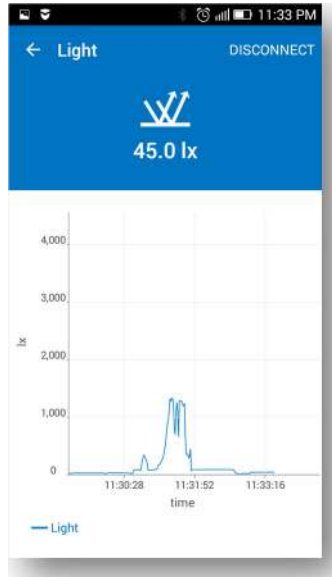 11:33 PM
Light DISCONNECT
45.0 lx
4,000
3,000
lx
2,000
1,000
0
11:30:28 11:31:52 11:33:16
time
Light